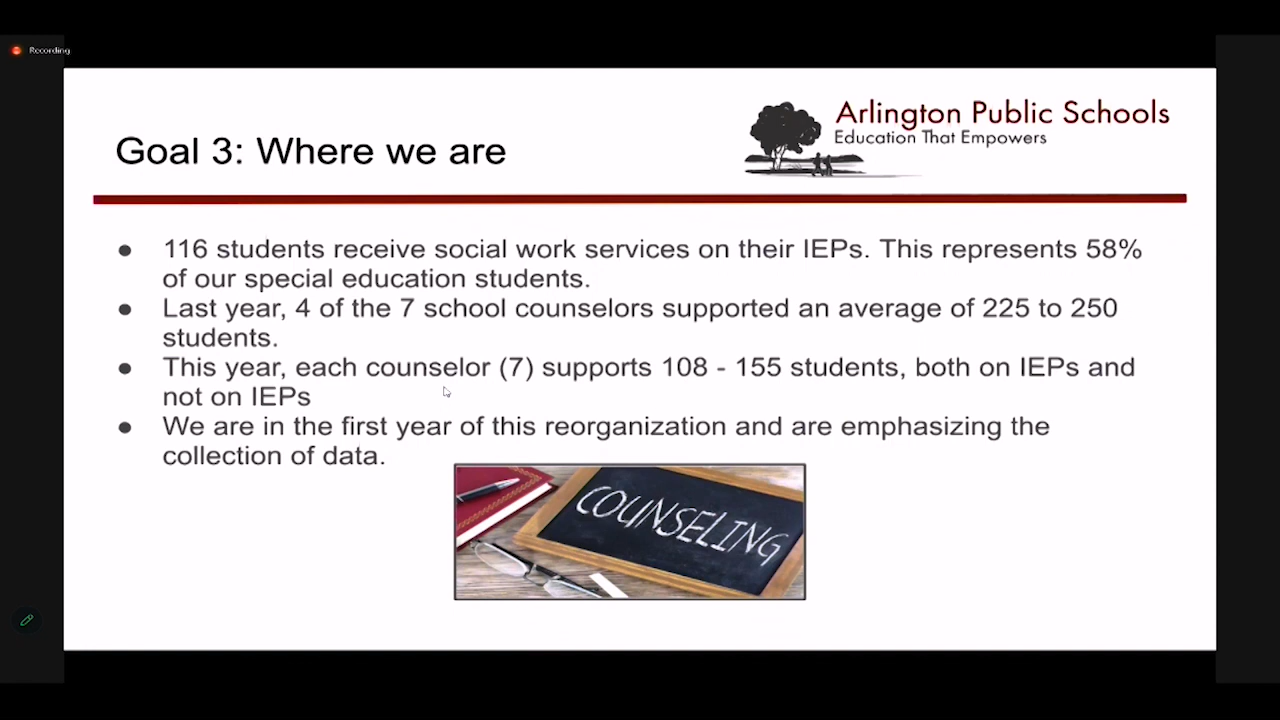 Recording
Arlington Public Schools
Education That Empowers
Goal 3: Where we are
● 116 students receive social work services on their IEPs. This represents 58%
of our special education students.
● Last year, 4 of the 7 school counselors supported an average of 225 to 250
students.
● This year, each counselor (7) supports 108 - 155 students, both on IEPs and
not on IEPs
● We are in the first year of this reorganization and are emphasizing the
collection of data.
COUNSELING